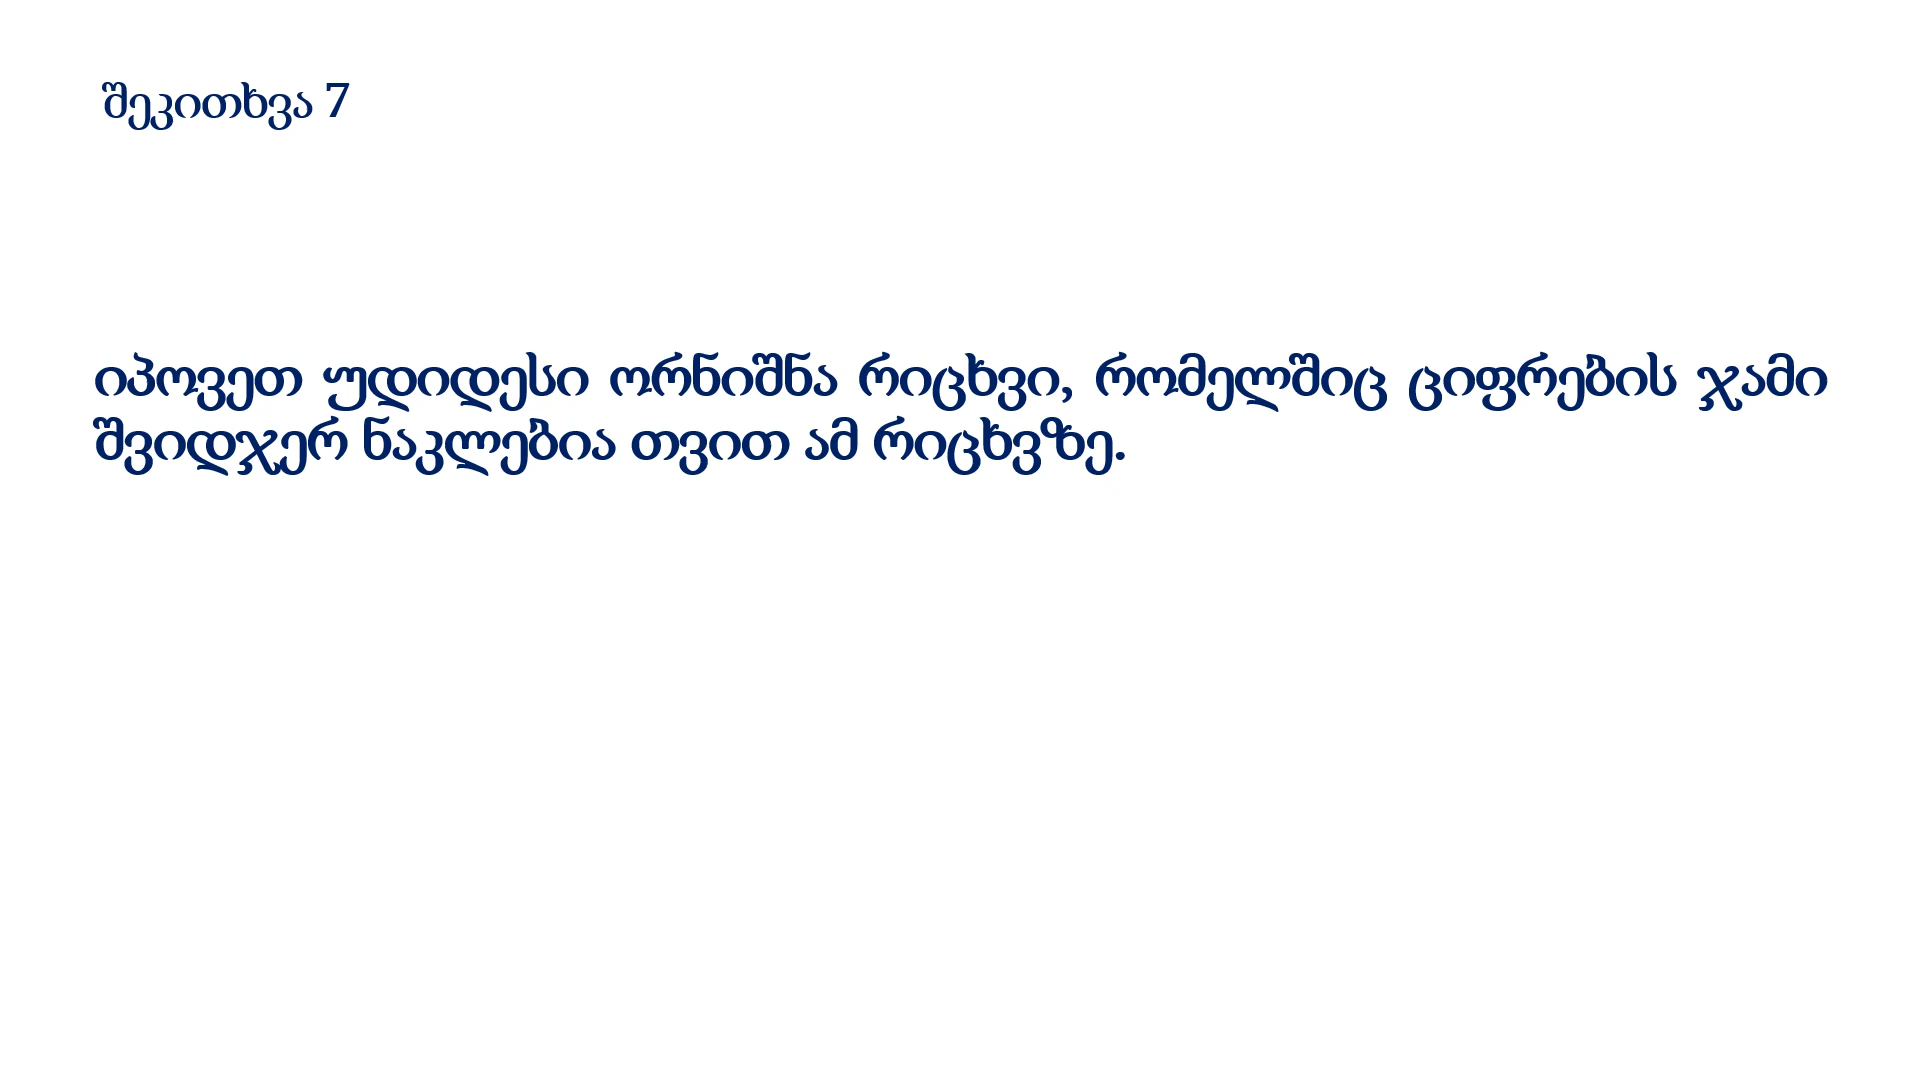 შეკითხვა 7
იპოვეთ უდიდესი ორნიშნა რიცხვი, რომელშიც ციფრების ჯამი
შვიდჯერ ნაკლებია თვით ამ რიცხვზე.